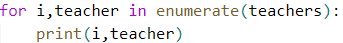 for i,teacher in enumerate(teachers):
    print(i,teacher)